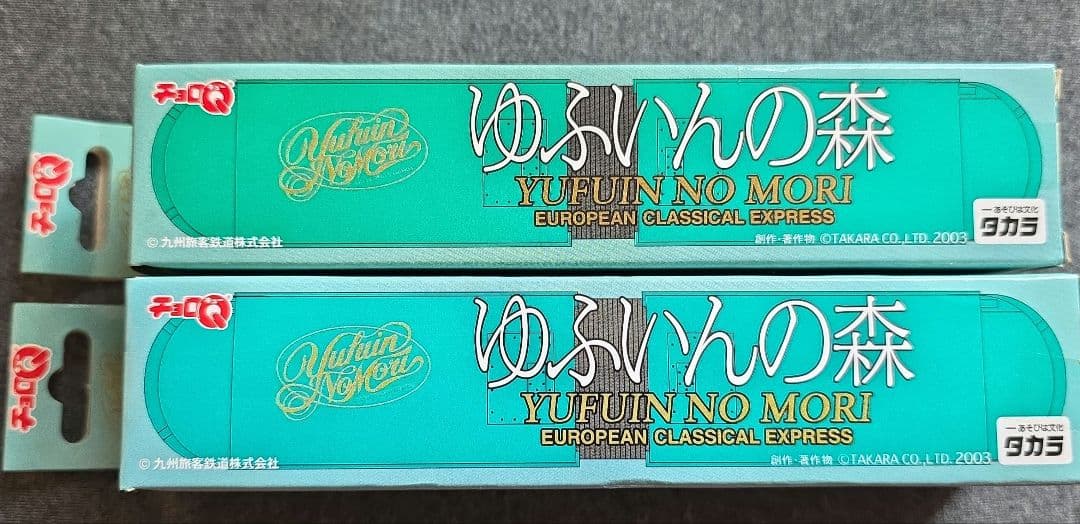 チョロQ
チョロQ
Yufuin
No Mori
ゆふいんの森
YUFUIN NO MORI
EUROPEAN CLASSICAL EXPRESS
© 九州旅客鉄道株式会社
創作・著作物 ©TAKARA CO.,LTD. 2003
あそびは文化
タカラ
チョロQ
チョロQ
Yufuin
No Mori
ゆふいんの森
YUFUIN NO MORI
EUROPEAN CLASSICAL EXPRESS
© 九州旅客鉄道株式会社
創作・著作物 ©TAKARA CO.,LTD. 2003
あそびは文化
タカラ